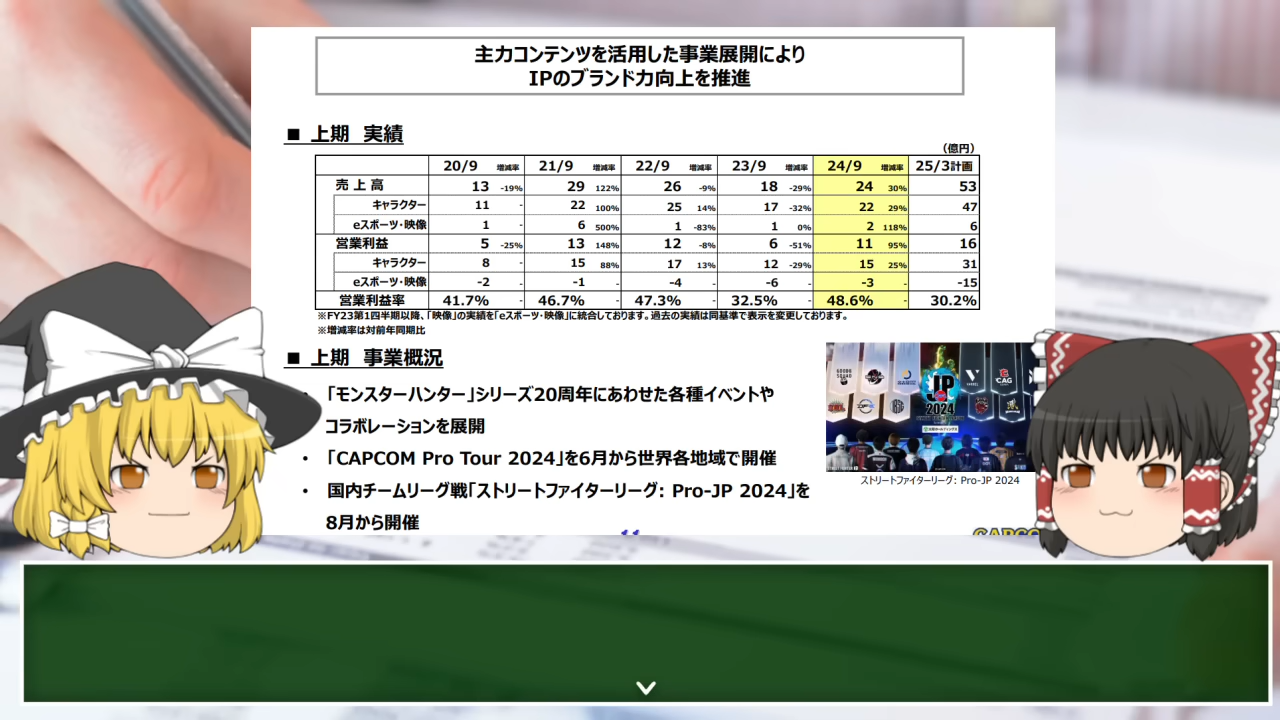 主力コンテンツを活用した事業展開により
IPのブランド力向上を推進
■ 上期 実績
（億円）
20/9 増減率 21/9 増減率 22/9 増減率 23/9 増減率 24/9 増減率 25/3計画
売上高 13 -19% 29 122% 26 -9% 18 -29% 24 30% 53
キャラクター 11 - 22 100% 25 14% 17 -32% 22 29% 47
eスポーツ・映像 1 - 6 500% 1 -83% 1 0% 2 118% 6
営業利益 5 -25% 13 148% 12 -8% 6 -51% 11 95% 16
キャラクター 8 - 15 88% 17 13% 12 -29% 15 25% 31
eスポーツ・映像 -2 - -1 - -4 - -6 - -3 - -15
営業利益率 41.7% - 46.7% - 47.3% - 32.5% - 48.6% - 30.2%
※FY23第1四半期以降、「映像」の実績を「eスポーツ・映像」に統合しております。過去の実績は同基準で表示を変更しております。
※増減率は対前年同期比
■ 上期 事業概況
・ 「モンスターハンター」シリーズ20周年にあわせた各種イベントや
コラボレーションを展開
・ 「CAPCOM Pro Tour 2024」を6月から世界各地域で開催
・ 国内チームリーグ戦「ストリートファイターリーグ: Pro-JP 2024」を
8月から開催
JP
2024
CAG
ストリートファイターリーグ: Pro-JP 2024
CAPCOM